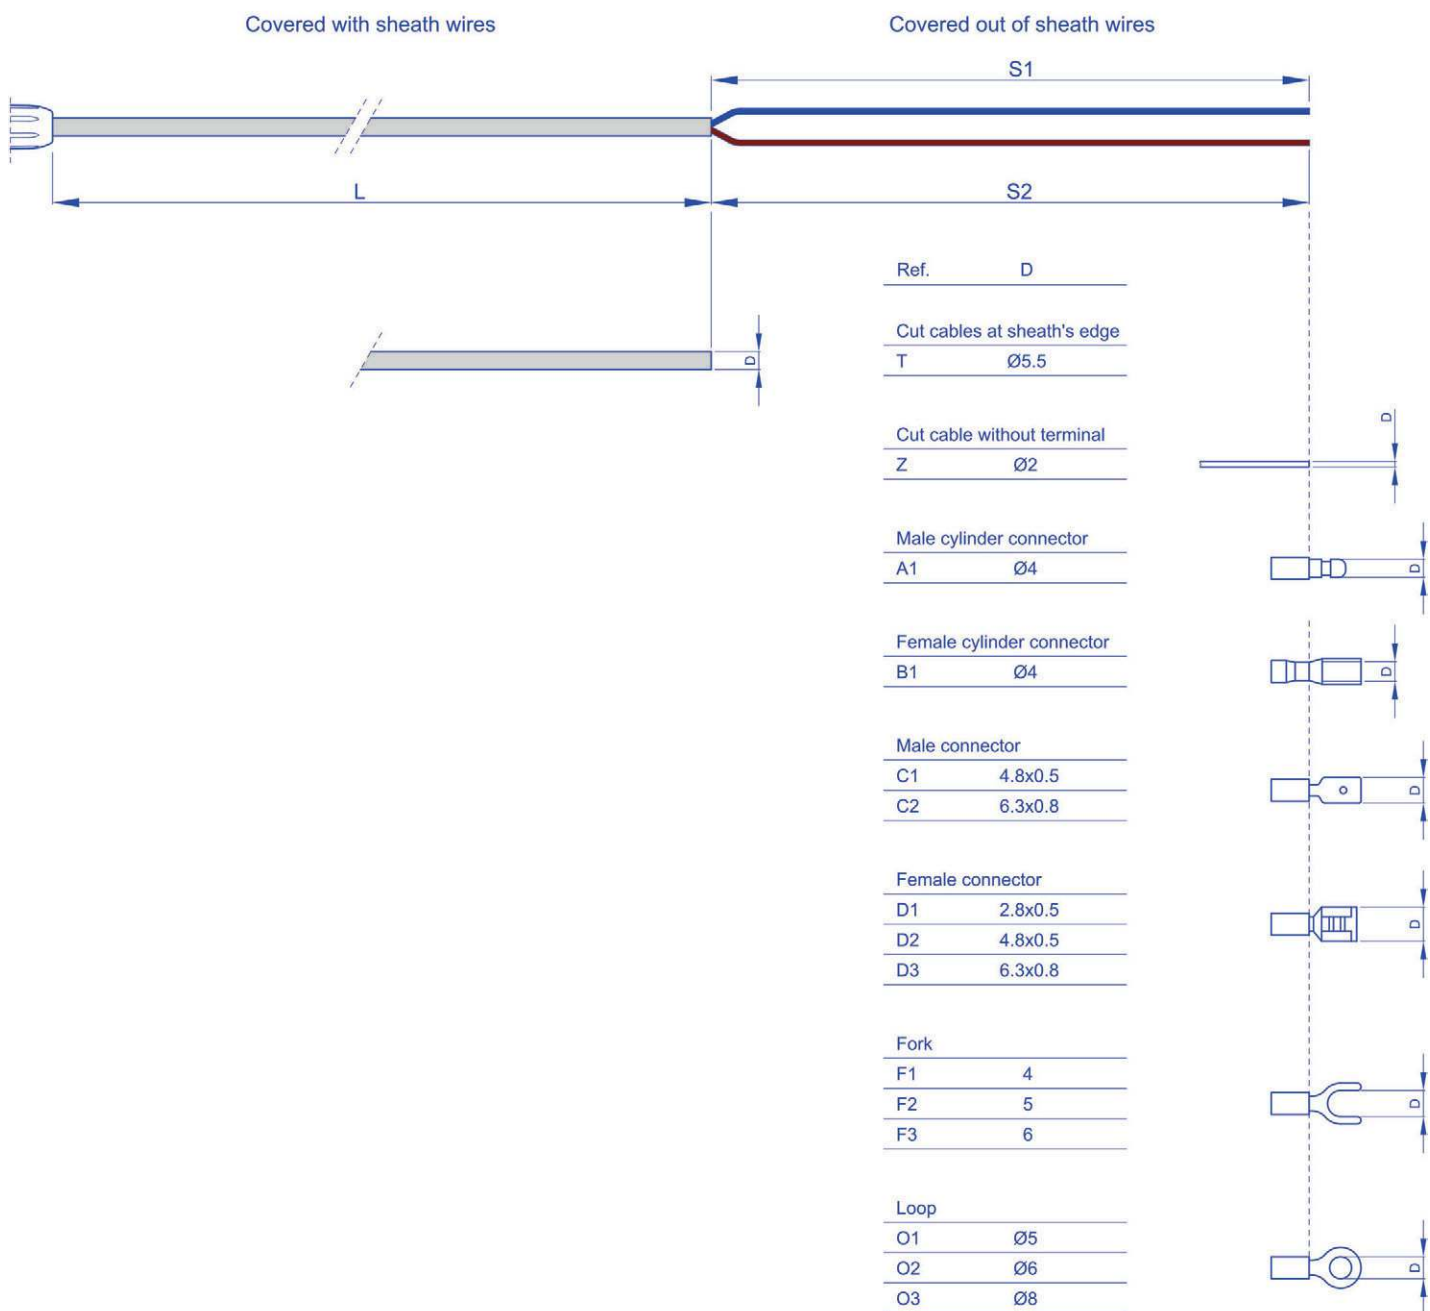 Covered with sheath wires Covered out of sheath wires
S1
L S2
Ref. D
Cut cables at sheath's edge
D
T Ø5.5
D
Cut cable without terminal
Z Ø2
Male cylinder connector
A1 Ø4 D
Female cylinder connector
B1 Ø4 D
Male connector
C1 4.8x0.5 D
C2 6.3x0.8
Female connector
D1 2.8x0.5
D2 4.8x0.5 D
D3 6.3x0.8
Fork
F1 4
F2 5 D
F3 6
Loop
O1 Ø5
O2 Ø6 D
O3 Ø8